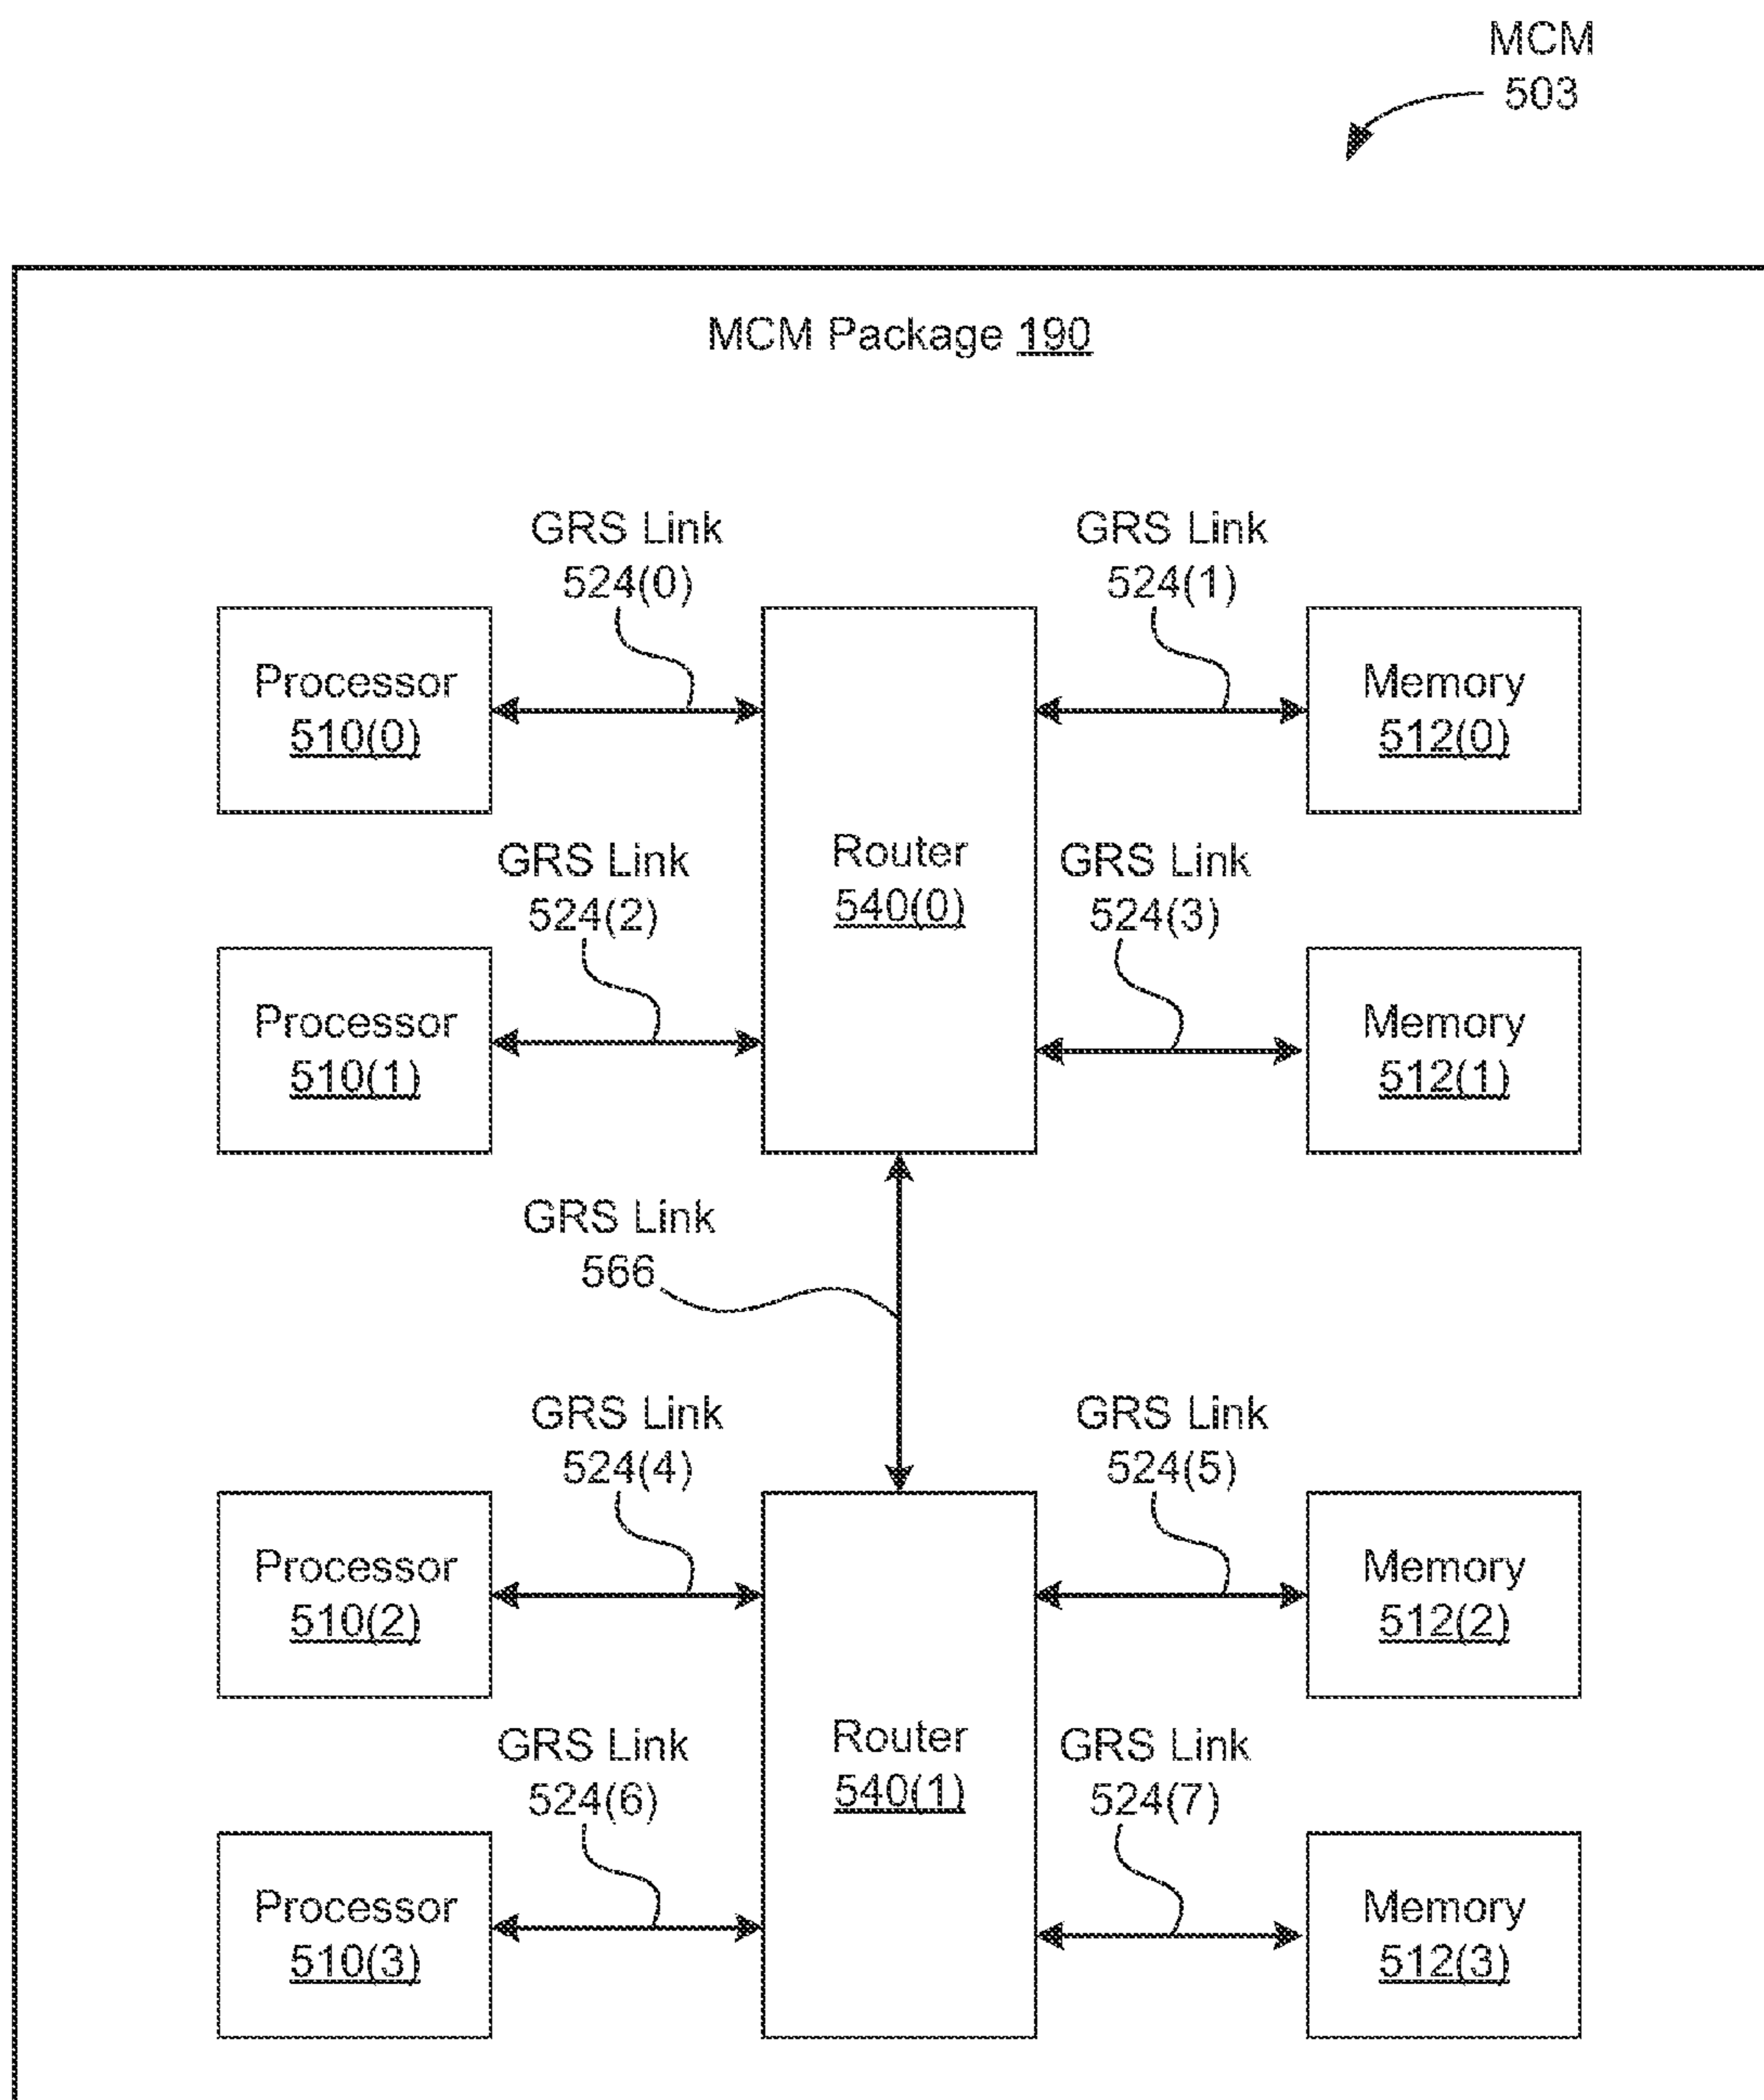 MCM
503
MCM Package 190
GRS Link
524(0)
GRS Link
524(1)
Processor
510(0)
Memory
512(0)
GRS Link
524(2)
Router
540(0)
GRS Link
524(3)
Processor
510(1)
Memory
512(1)
GRS Link
566
GRS Link
524(4)
GRS Link
524(5)
Processor
510(2)
Memory
512(2)
GRS Link
524(6)
Router
540(1)
GRS Link
524(7)
Processor
510(3)
Memory
512(3)